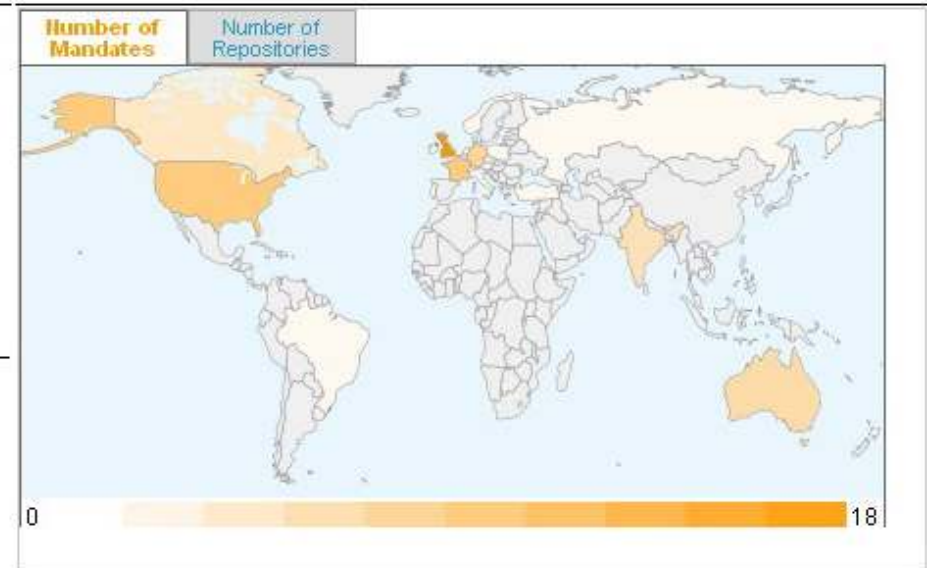 Number of
Mandates
Number of
Repositories
0
18